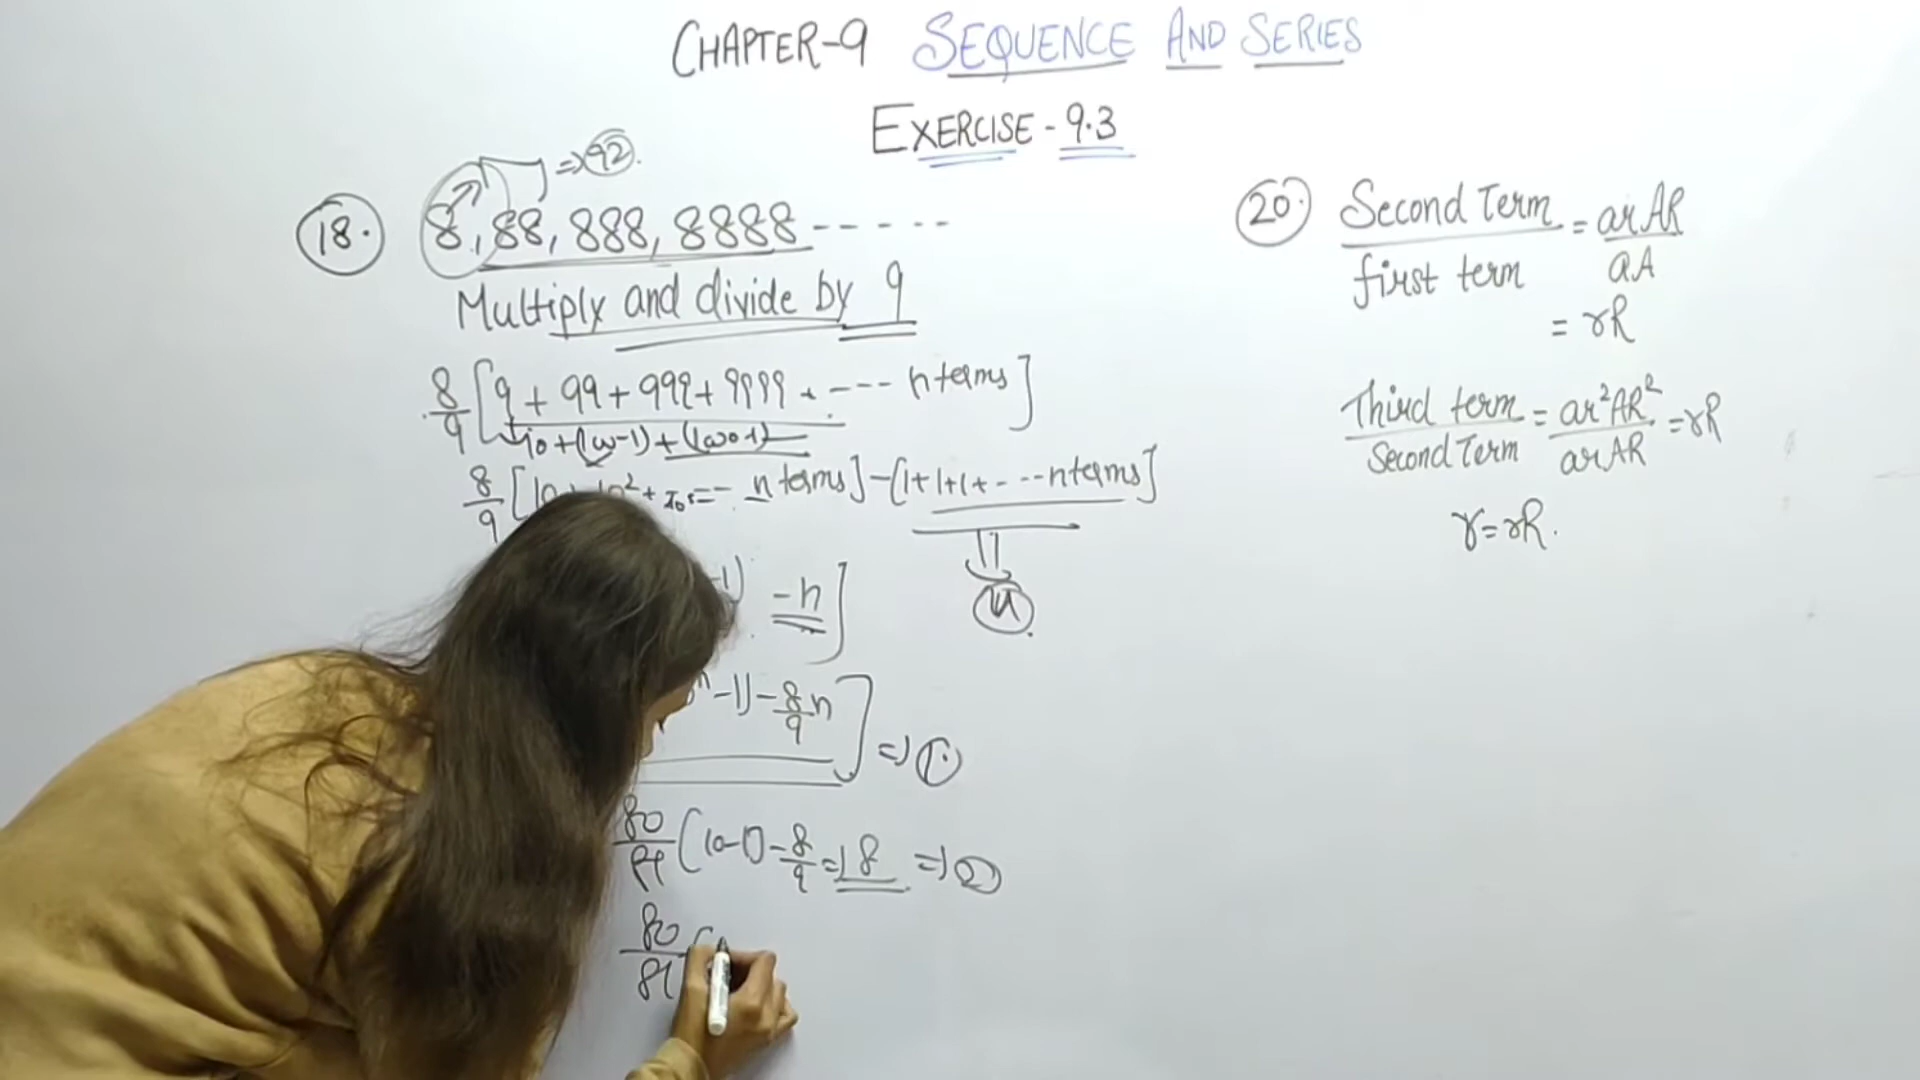 CHAPTER-9 SEQUENCE AND SERIES
EXERCISE - 9.3
⇒ 92.
18. 8, 88, 888, 8888 - - - - -
Multiply and divide by 9
8/9 [9 + 99 + 999 + 9999 + - - - - n terms]
10 + (100-1) + (1000-1)
8/9 [10 + 10² + n terms] - [1+1+1+ - - - n terms]
n
-1) - n]
n -1) - 8/9 n] ⇒ 1.
80/81 (10-1) - 8/9 ⇒ 8 ⇒ 2
80/81 (
20. Second Term / first term = arAR / aA
= rR
Third term / Second Term = ar²AR² / arAR = rR
r = rR.